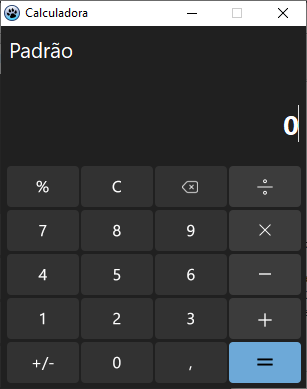 Calculadora
Padrão
0
% C ÷
7 8 9 ×
4 5 6 −
1 2 3 +
+/- 0 , =